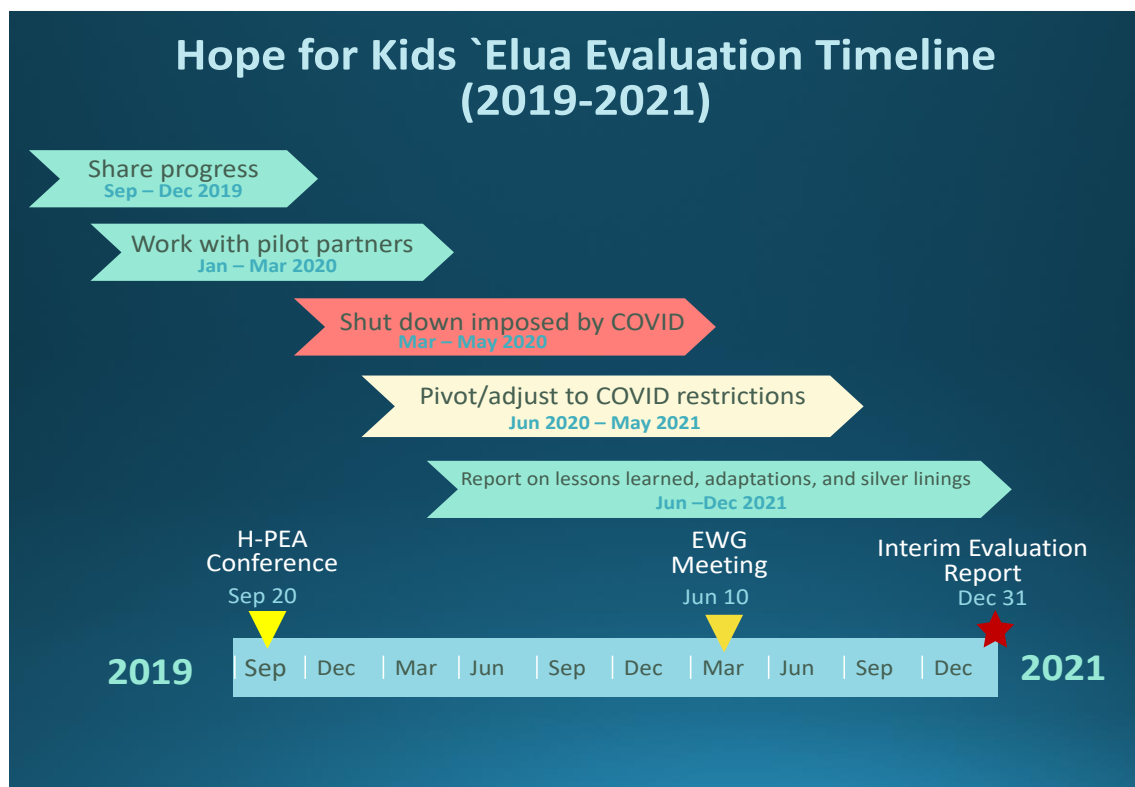 Hope for Kids `Elua Evaluation Timeline
(2019-2021)
Share progress
Sep – Dec 2019
Work with pilot partners
Jan – Mar 2020
Shut down imposed by COVID
Mar – May 2020
Pivot/adjust to COVID restrictions
Jun 2020 – May 2021
Report on lessons learned, adaptations, and silver linings
Jun –Dec 2021
H-PEA
Conference
Sep 20
EWG
Meeting
Jun 10
Interim Evaluation
Report
Dec 31
2019
Sep
Dec
Mar
Jun
Sep
Dec
Mar
Jun
Sep
Dec
2021